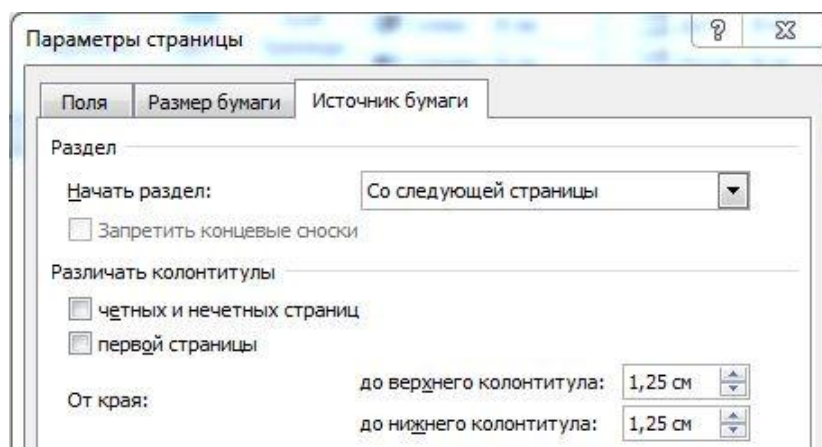 Параметры страницы
Поля Размер бумаги Источник бумаги
Раздел
Начать раздел: Со следующей страницы
Запретить концевые сноски
Различать колонтитулы
четных и нечетных страниц
первой страницы
От края: до верхнего колонтитула: 1,25 см
до нижнего колонтитула: 1,25 см